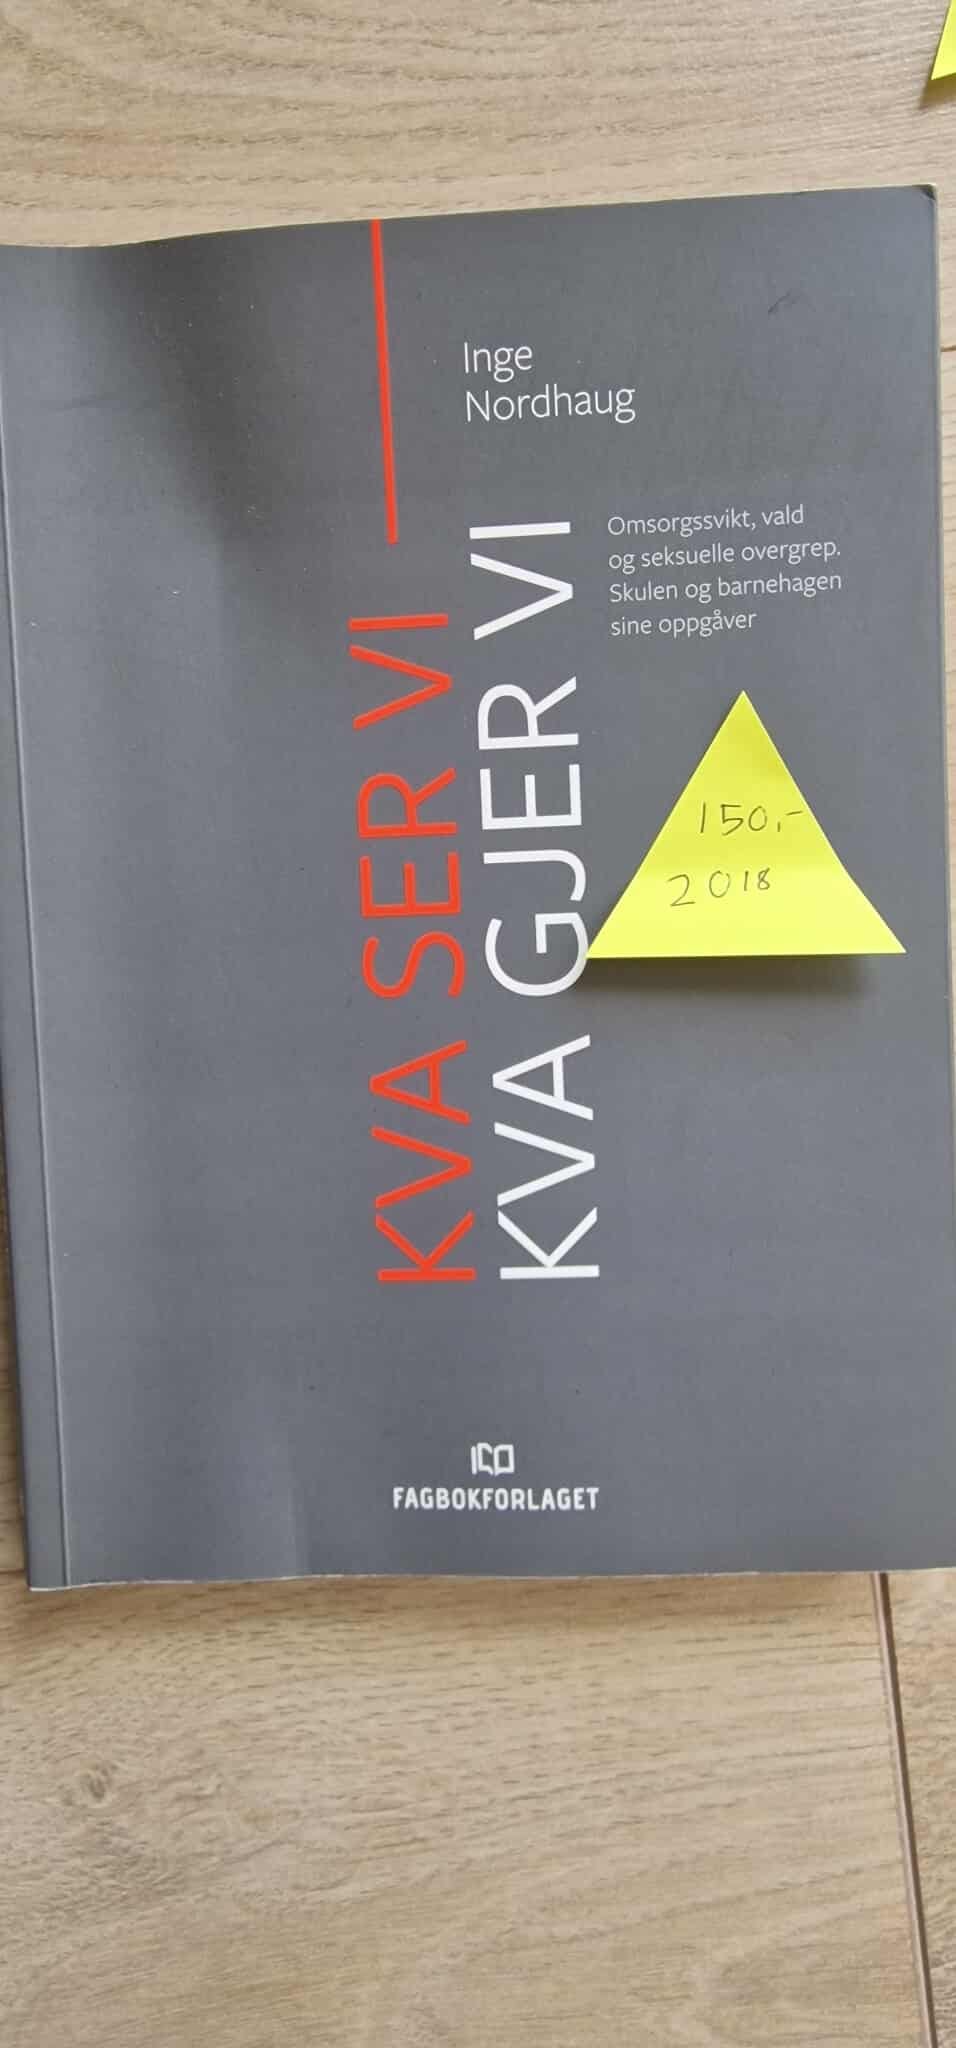 Inge
Nordhaug
KVA SER VI
KVA GJER VI
Omsorgssvikt, vald
og seksuelle overgrep.
Skulen og barnehagen
sine oppgåver
150,-
2018
FAGBOKFORLAGET